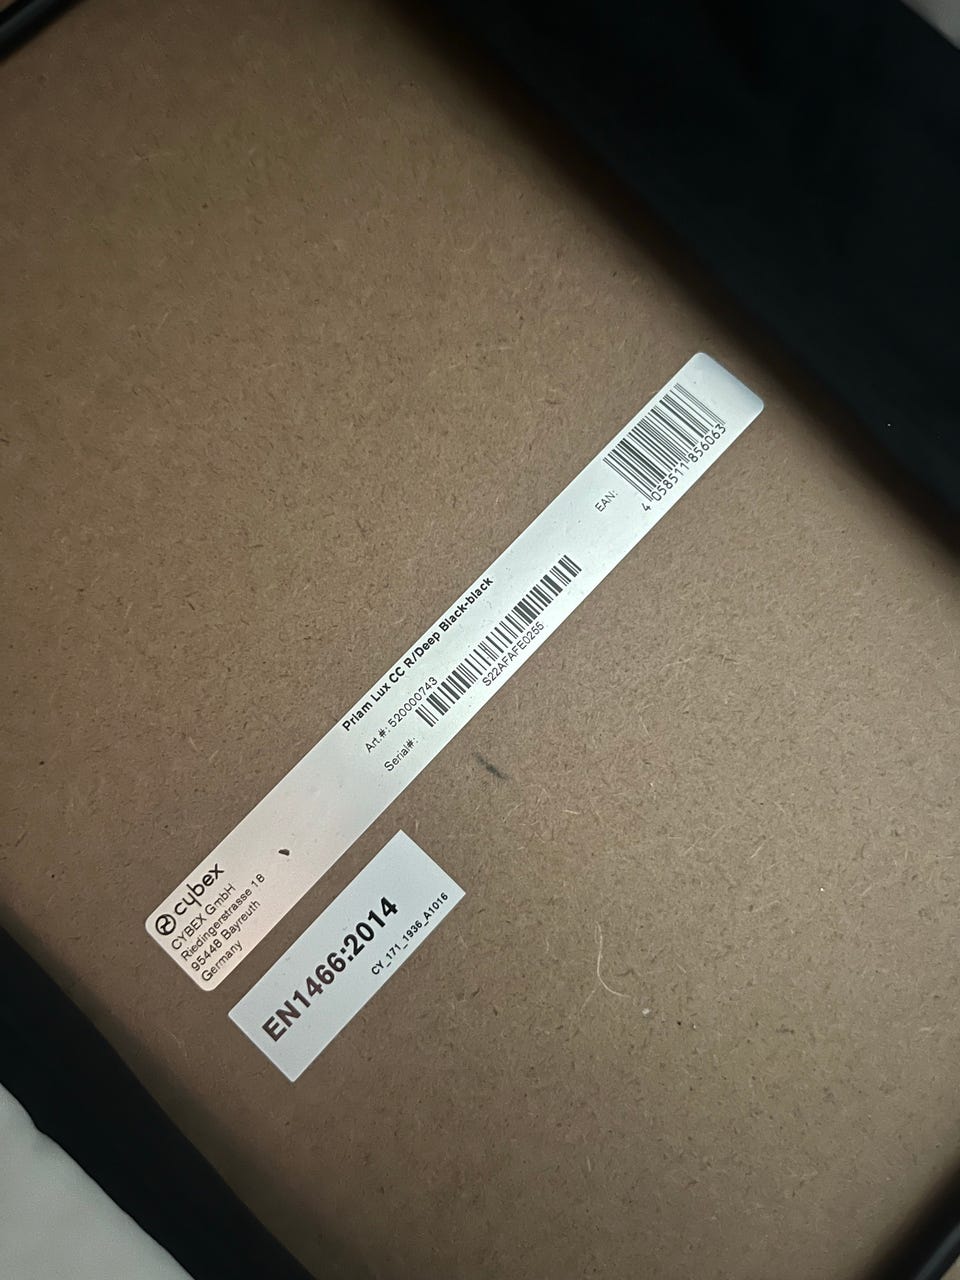 cybex
CYBEX GmbH
Riedingerstrasse 18
95448 Bayreuth
Germany
Priam Lux CC R/Deep Black-black
Art.#: 520000743
Serial#:
S22AFAFE0255
EAN:
4 058511 856063
EN1466:2014
CY_171_1936_A1016